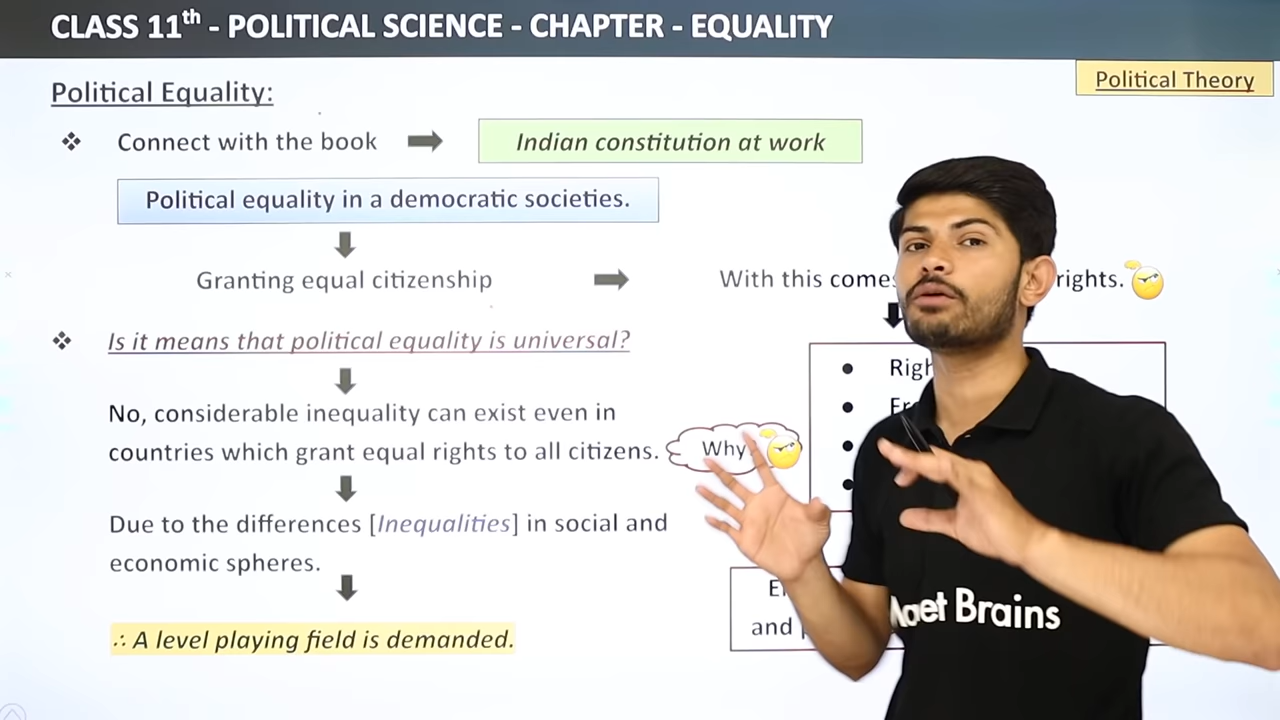 CLASS 11th - POLITICAL SCIENCE - CHAPTER - EQUALITY
Political Theory
Political Equality:
Connect with the book
Indian constitution at work
Political equality in a democratic societies.
Granting equal citizenship
With this comes rights.
Is it means that political equality is universal?
No, considerable inequality can exist even in
countries which grant equal rights to all citizens.
Why
Due to the differences [Inequalities] in social and
economic spheres.
and
∴ A level playing field is demanded.
Brains